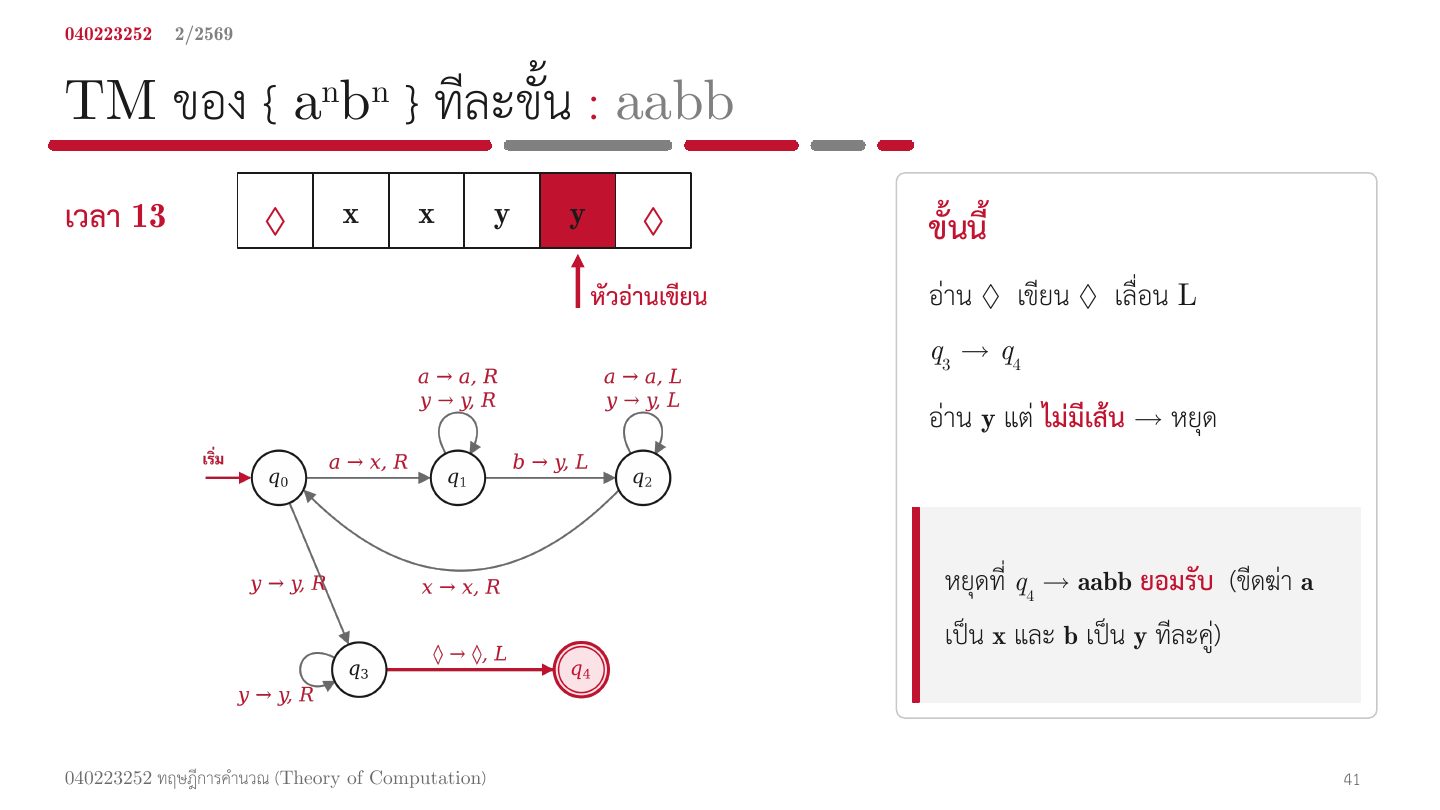 040223252 2/2569
TM ของ { aⁿbⁿ } ทีละขั้น : aabb
เวลา 13
◊ x x y y ◊
หัวอ่านเขียน
ขั้นนี้
อ่าน ◊ เขียน ◊ เลื่อน L
q₃ → q₄
อ่าน y แต่ ไม่มีเส้น → หยุด
หยุดที่ q₄ → aabb ยอมรับ (ขีดฆ่า a
เป็น x และ b เป็น y ทีละคู่)
a → a, R
y → y, R
a → a, L
y → y, L
เริ่ม
q₀
a → x, R
q₁
b → y, L
q₂
y → y, R
x → x, R
q₃
◊ → ◊, L
q₄
y → y, R
040223252 ทฤษฎีการคำนวณ (Theory of Computation)
41